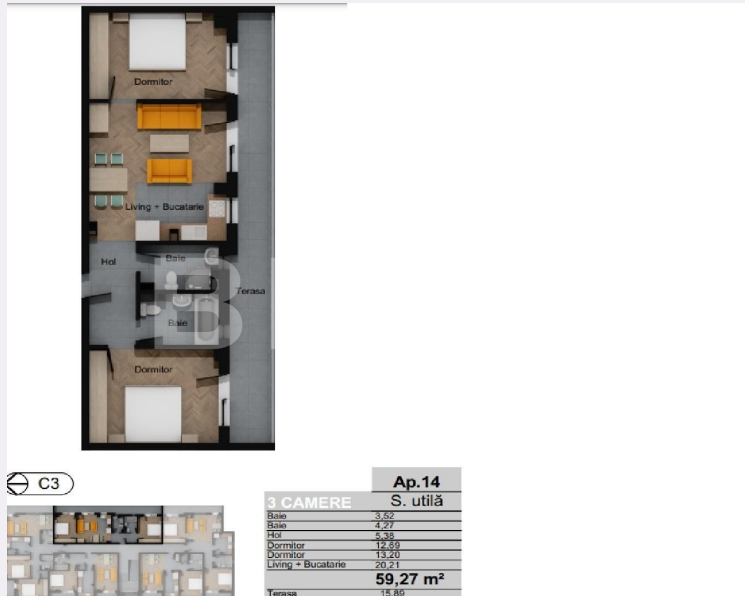 Dormitor
Living + Bucatarie
Hol
Baie
Terasa
Baie
Dormitor
C3
Ap.14
3 CAMERE S. utilă
Baie 3,52
Baie 4,27
Hol 5,38
Dormitor 12,69
Dormitor 13,20
Living + Bucatarie 20,21
59,27 m²
Terasa 15,89